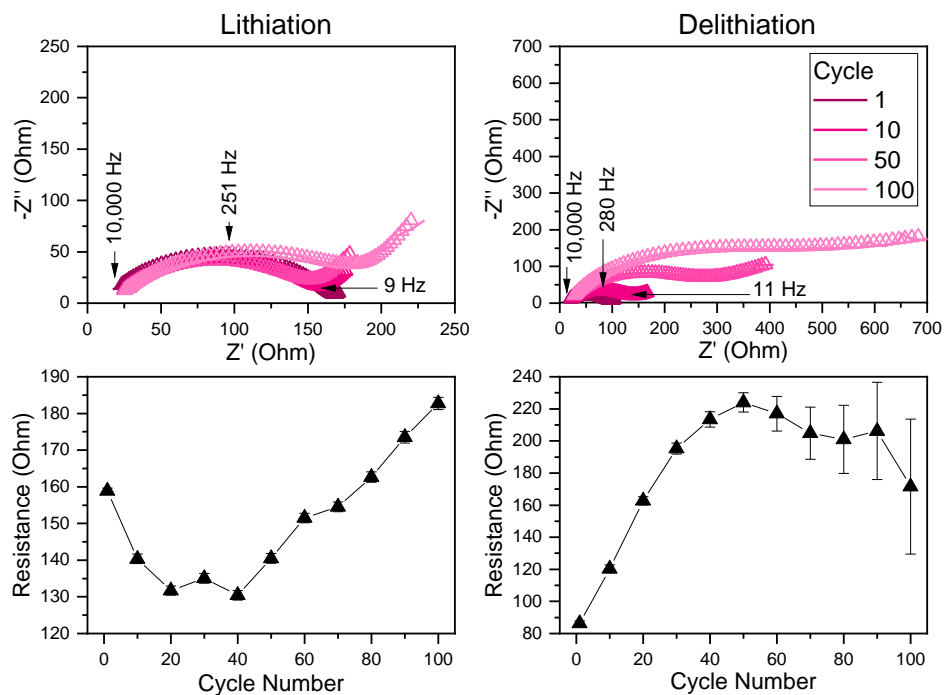 Lithiation
Delithiation
250
200
150
100
50
0
-Z'' (Ohm)
10,000 Hz
251 Hz
9 Hz
0 50 100 150 200 250
Z' (Ohm)
700
600
500
400
300
200
100
0
-Z'' (Ohm)
10,000 Hz
280 Hz
11 Hz
Cycle
1
10
50
100
0 100 200 300 400 500 600 700
Z' (Ohm)
190
180
170
160
150
140
130
120
Resistance (Ohm)
0 20 40 60 80 100
Cycle Number
240
220
200
180
160
140
120
100
80
Resistance (Ohm)
0 20 40 60 80 100
Cycle Number